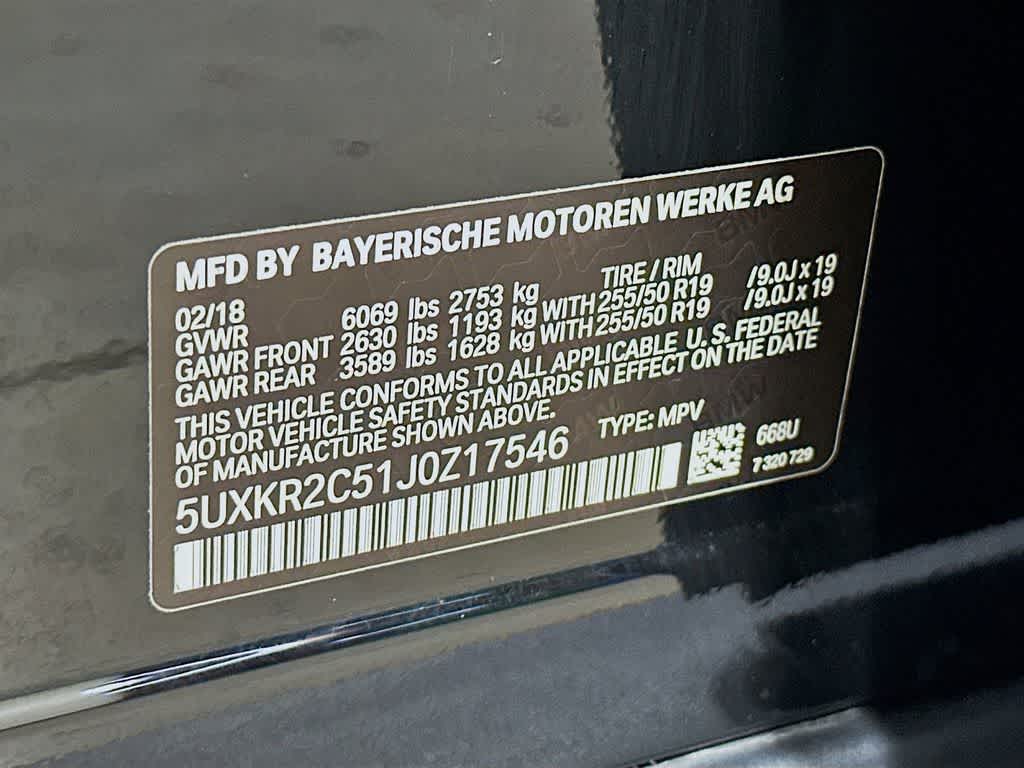 MFD BY BAYERISCHE MOTOREN WERKE AG
02/18 TIRE / RIM
GVWR 6069 lbs 2753 kg
GAWR FRONT 2630 lbs 1193 kg WITH 255/50 R19 /9.0J x 19
GAWR REAR 3589 lbs 1628 kg WITH 255/50 R19 /9.0J x 19
THIS VEHICLE CONFORMS TO ALL APPLICABLE U. S. FEDERAL
MOTOR VEHICLE SAFETY STANDARDS IN EFFECT ON THE DATE
OF MANUFACTURE SHOWN ABOVE.
5UXKR2C51J0Z17546 TYPE: MPV
668U
7 320 729